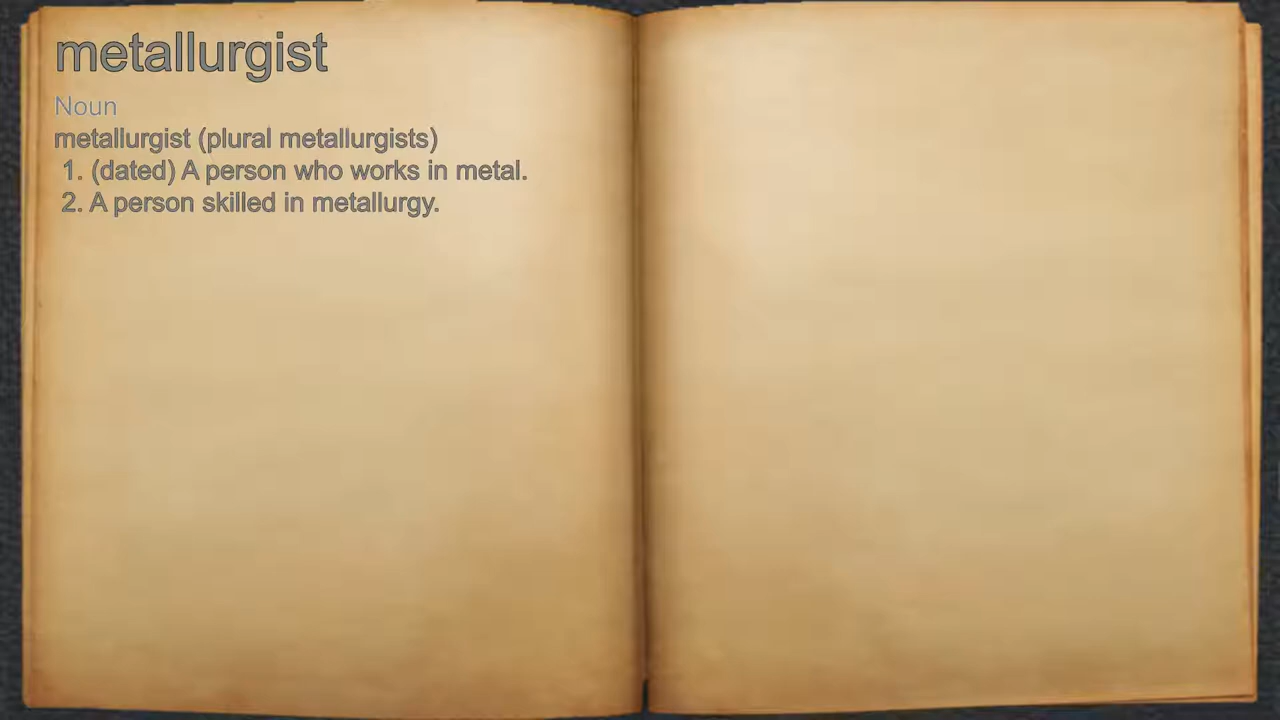 metallurgist
Noun
metallurgist (plural metallurgists)
1. (dated) A person who works in metal.
2. A person skilled in metallurgy.